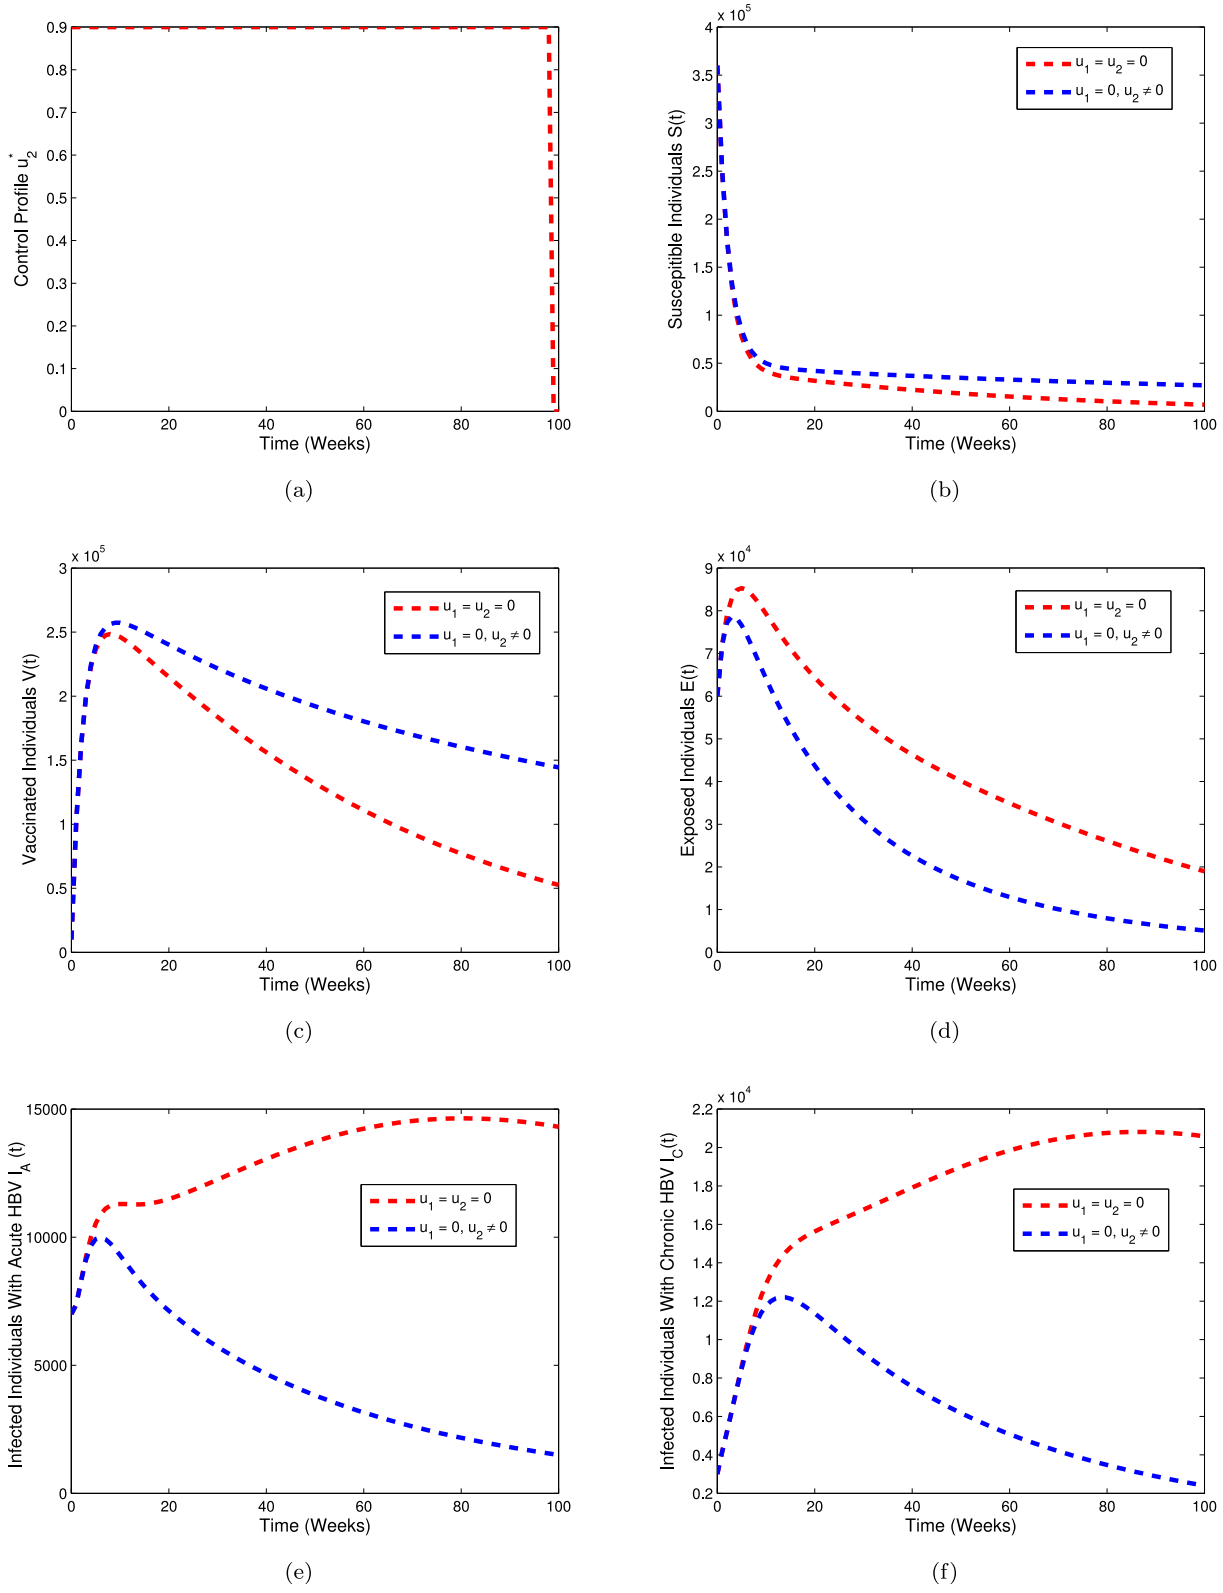 0.9
0.8
0.7
0.6
0.5
0.4
0.3
0.2
0.1
0
Control Profile u2*
0 20 40 60 80 100
Time (Weeks)
(a)
x 10^5
4
3.5
3
2.5
2
1.5
1
0.5
0
Suscepitible Individuals S(t)
u1 = u2 = 0
u1 = 0, u2 ≠ 0
0 20 40 60 80 100
Time (Weeks)
(b)
x 10^5
3
2.5
2
1.5
1
0.5
0
Vaccinated Individuals V(t)
u1 = u2 = 0
u1 = 0, u2 ≠ 0
0 20 40 60 80 100
Time (Weeks)
(c)
x 10^4
9
8
7
6
5
4
3
2
1
0
Exposed Individuals E(t)
u1 = u2 = 0
u1 = 0, u2 ≠ 0
0 20 40 60 80 100
Time (Weeks)
(d)
15000
10000
5000
0
Infected Individuals With Acute HBV I_A (t)
u1 = u2 = 0
u1 = 0, u2 ≠ 0
0 20 40 60 80 100
Time (Weeks)
(e)
x 10^4
2.2
2
1.8
1.6
1.4
1.2
1
0.8
0.6
0.4
0.2
Infected Individuals With Chronic HBV I_C(t)
u1 = u2 = 0
u1 = 0, u2 ≠ 0
0 20 40 60 80 100
Time (Weeks)
(f)